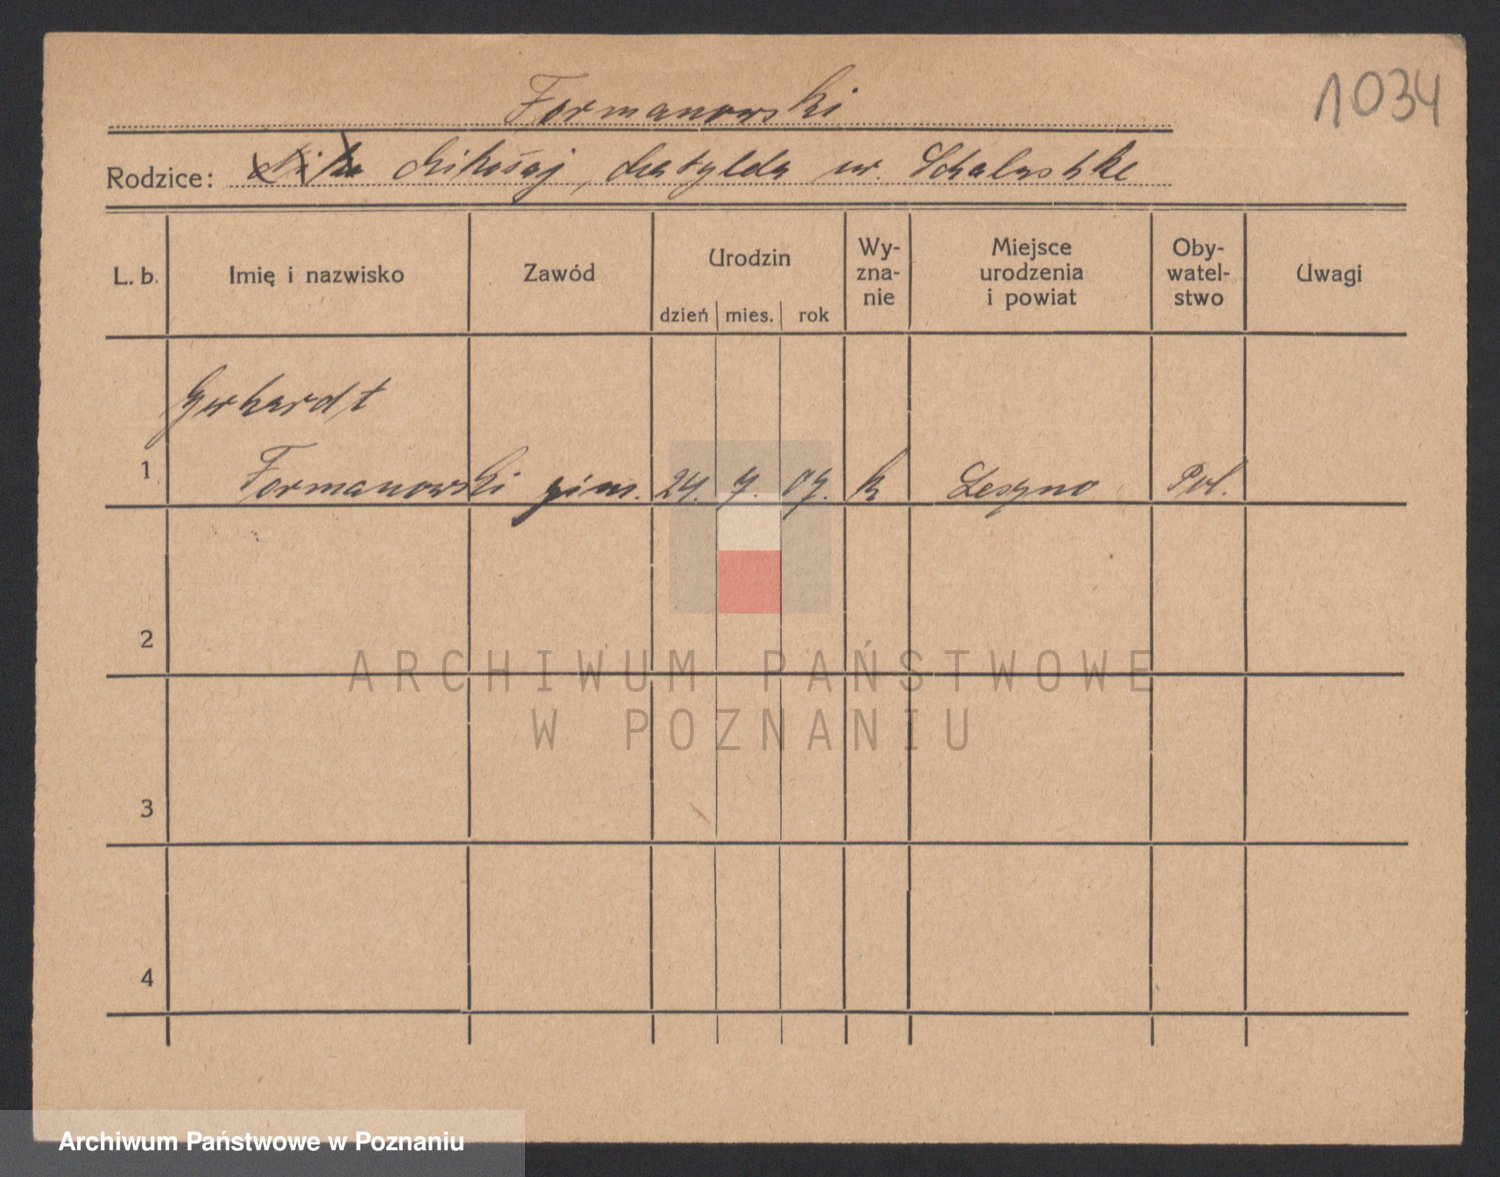 1034
Formanowski
Rodzice: Mikołaj, Matylda ur. Schalashke
L. b.
Imię i nazwisko
Zawód
Urodzin
dzień mies. rok
Wy-
zna-
nie
Miejsce
urodzenia
i powiat
Oby-
watel-
stwo
Uwagi
Gerhardt
1 Formanowski gim. 24. 7. 07. k Leszno Pol.
2
ARCHIWUM PAŃSTWOWE
W POZNANIU
3
4
Archiwum Państwowe w Poznaniu